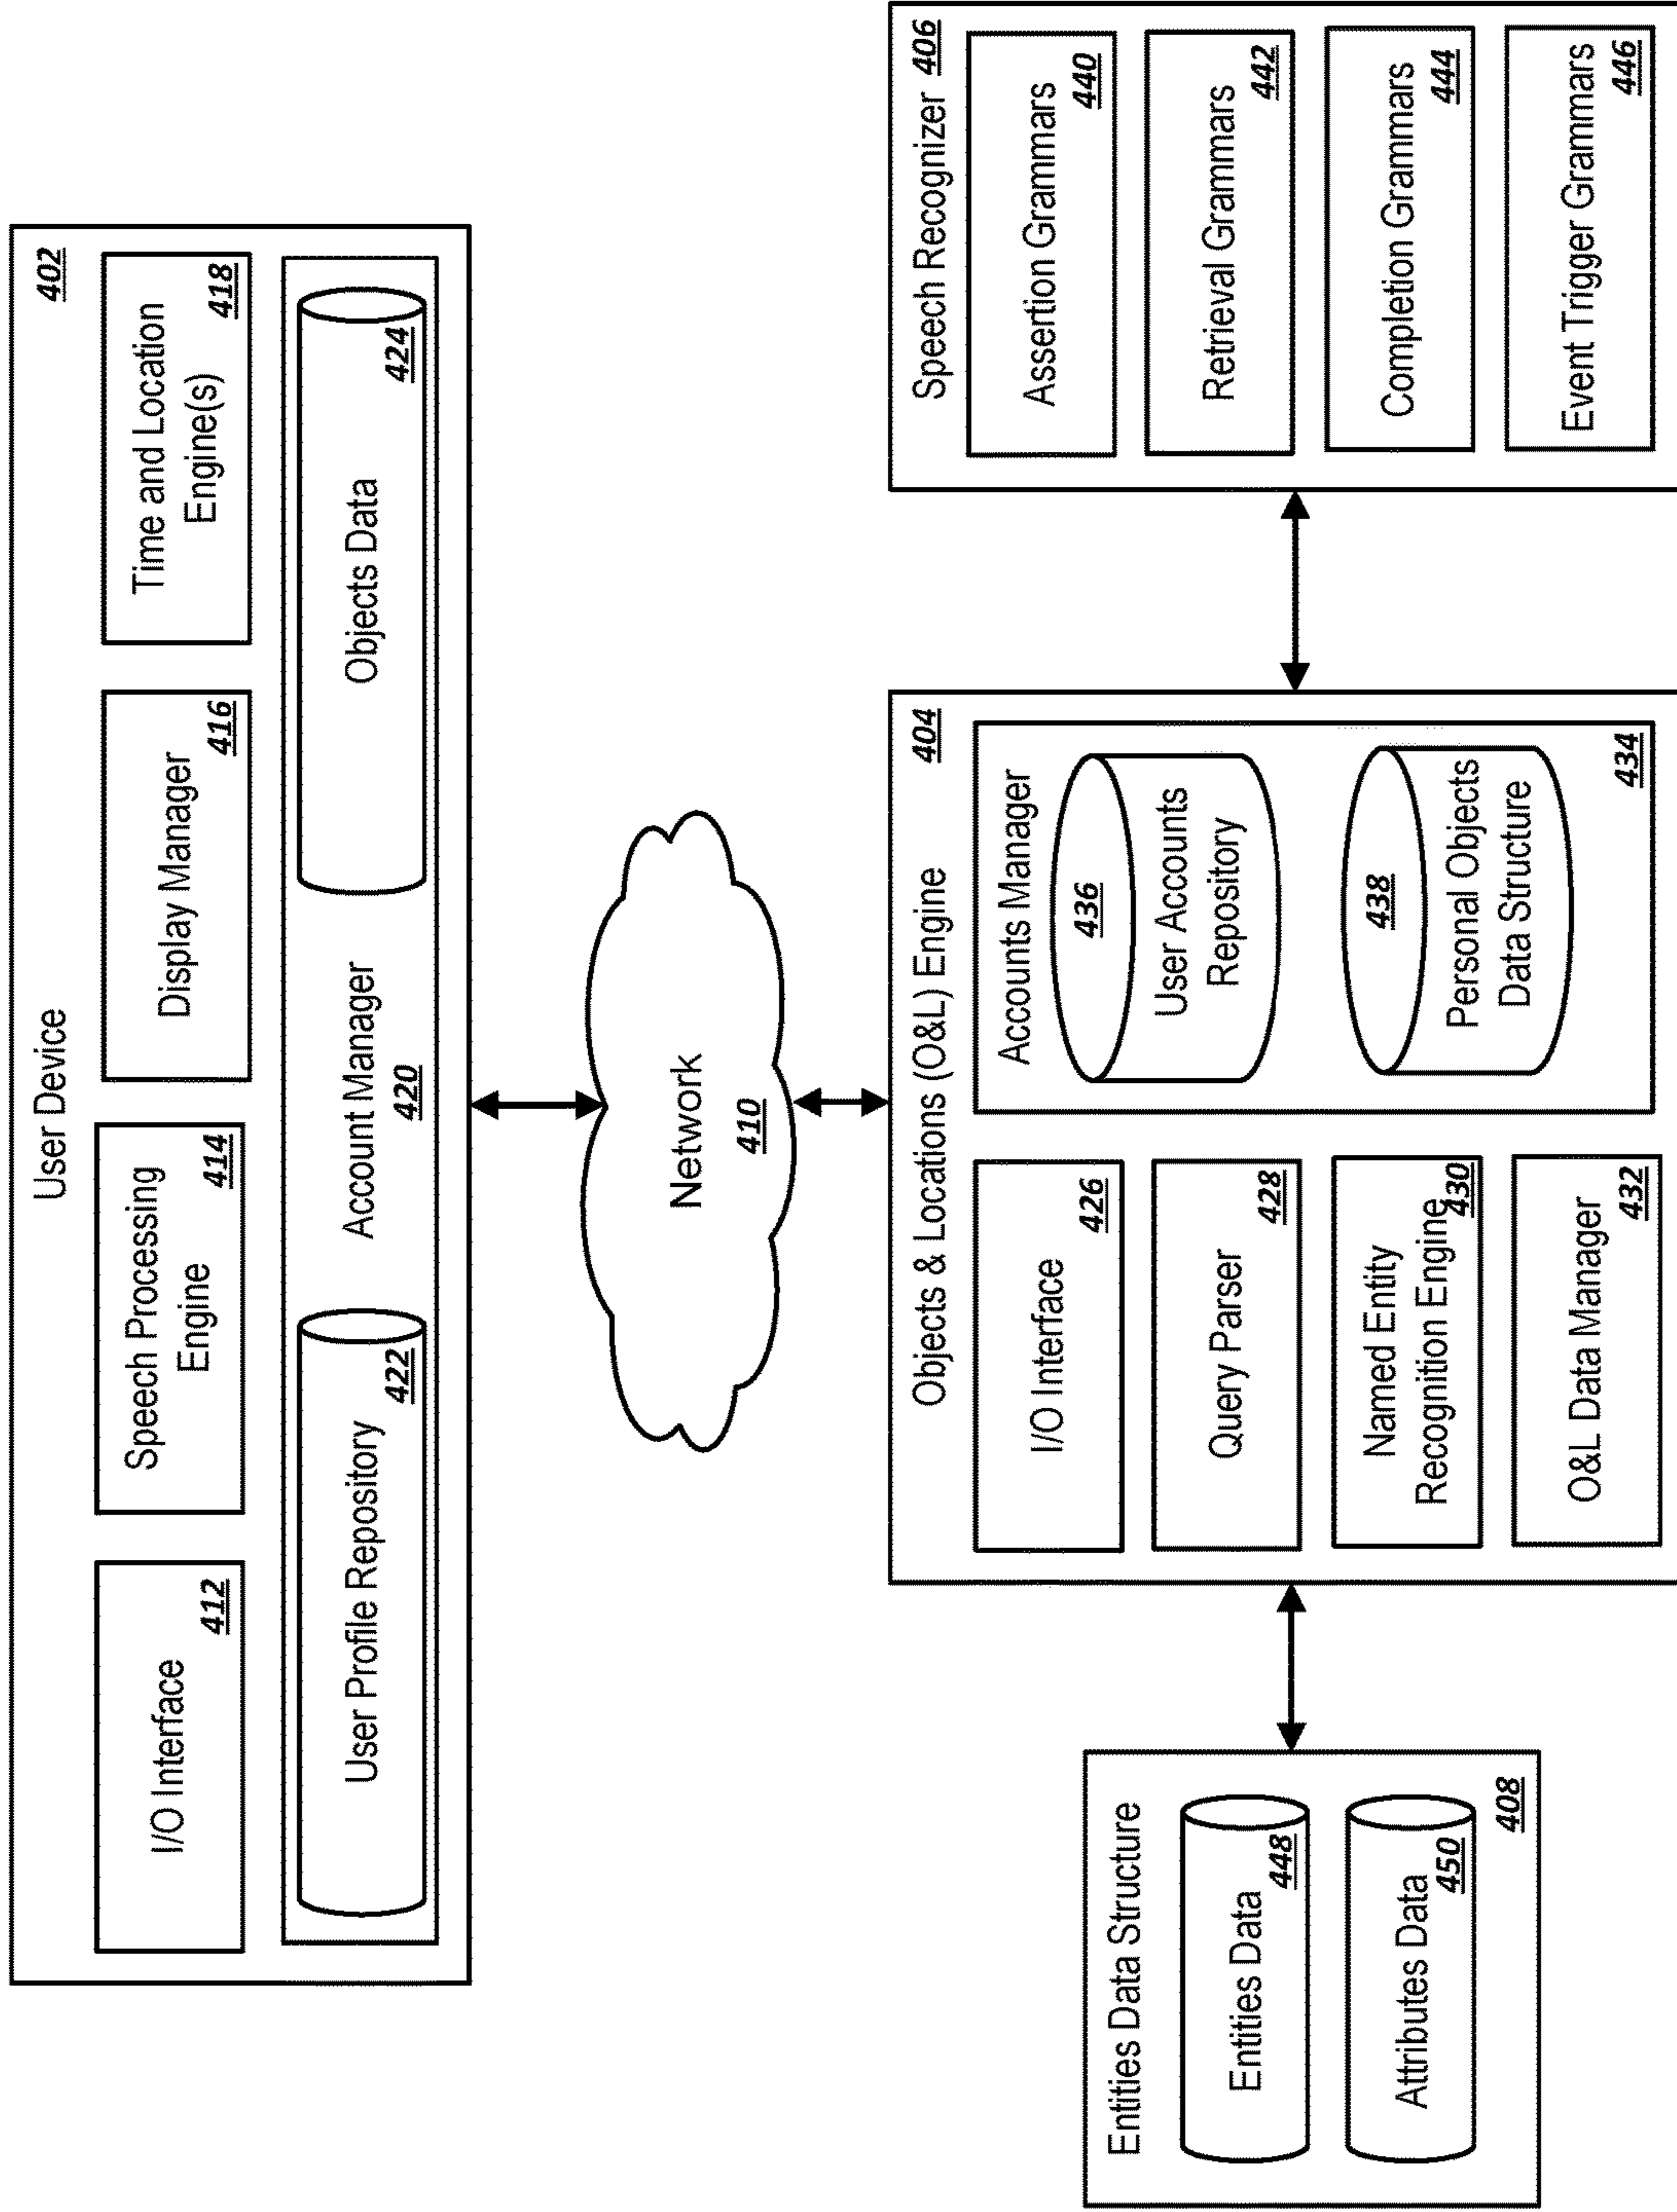 User Device
402
I/O Interface
412
Speech Processing
Engine
414
Display Manager
416
Time and Location
Engine(s)
418
User Profile Repository
422
Account Manager
420
Objects Data
424
Network
410
Entities Data Structure
Entities Data
448
Attributes Data
450
408
Objects & Locations (O&L) Engine
404
I/O Interface
426
Query Parser
428
Named Entity
Recognition Engine
430
O&L Data Manager
432
Accounts Manager
436
User Accounts
Repository
438
Personal Objects
Data Structure
434
Speech Recognizer
406
Assertion Grammars
440
Retrieval Grammars
442
Completion Grammars
444
Event Trigger Grammars
446